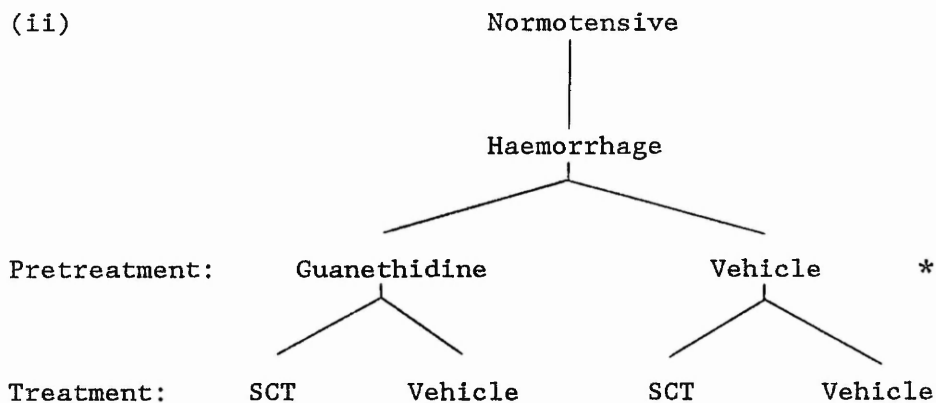 (ii) Normotensive
Haemorrhage
Pretreatment: Guanethidine Vehicle *
Treatment: SCT Vehicle SCT Vehicle